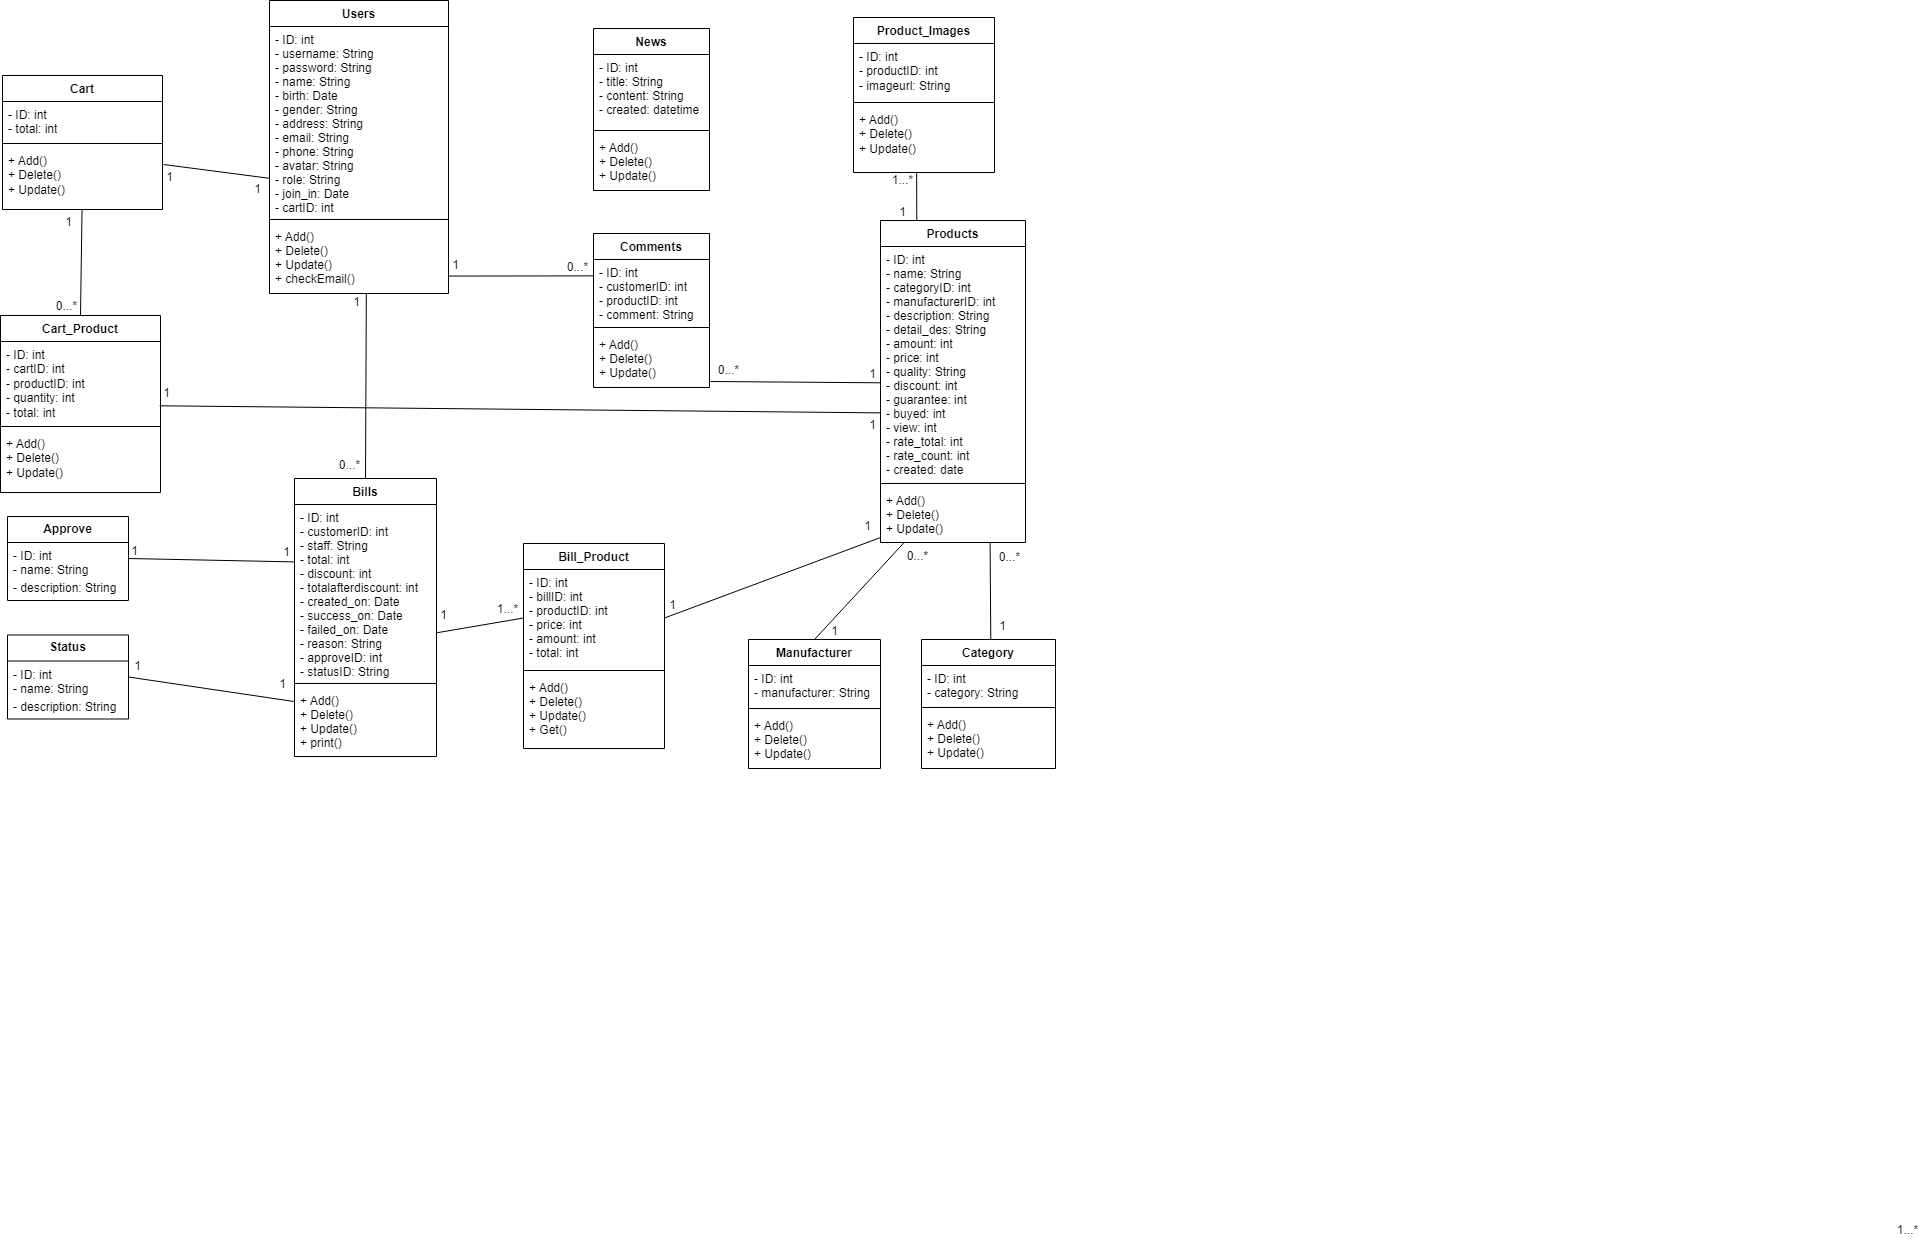 Users
- ID: int
- username: String
- password: String
- name: String
- birth: Date
- gender: String
- address: String
- email: String
- phone: String
- avatar: String
- role: String
- join_in: Date
- cartID: int
+ Add()
+ Delete()
+ Update()
+ checkEmail()
News
- ID: int
- title: String
- content: String
- created: datetime
+ Add()
+ Delete()
+ Update()
Product_Images
- ID: int
- productID: int
- imageurl: String
+ Add()
+ Delete()
+ Update()
Cart
- ID: int
- total: int
+ Add()
+ Delete()
+ Update()
1
1
1
0...*
1...*
1
Comments
- ID: int
- customerID: int
- productID: int
- comment: String
+ Add()
+ Delete()
+ Update()
1
0...*
0...*
1
Products
- ID: int
- name: String
- categoryID: int
- manufacturerID: int
- description: String
- detail_des: String
- amount: int
- price: int
- quality: String
- discount: int
- guarantee: int
- buyed: int
- view: int
- rate_total: int
- rate_count: int
- created: date
+ Add()
+ Delete()
+ Update()
Cart_Product
- ID: int
- cartID: int
- productID: int
- quantity: int
- total: int
+ Add()
+ Delete()
+ Update()
1
1
1
0...*
Bills
- ID: int
- customerID: int
- staff: String
- total: int
- discount: int
- totalafterdiscount: int
- created_on: Date
- success_on: Date
- failed_on: Date
- reason: String
- approveID: int
- statusID: String
+ Add()
+ Delete()
+ Update()
+ print()
Approve
- ID: int
- name: String
- description: String
1
1
Status
- ID: int
- name: String
- description: String
1
1
Bill_Product
- ID: int
- billID: int
- productID: int
- price: int
- amount: int
- total: int
+ Add()
+ Delete()
+ Update()
+ Get()
1
1...*
1
1
0...*
0...*
1
1
Manufacturer
- ID: int
- manufacturer: String
+ Add()
+ Delete()
+ Update()
Category
- ID: int
- category: String
+ Add()
+ Delete()
+ Update()
1...*